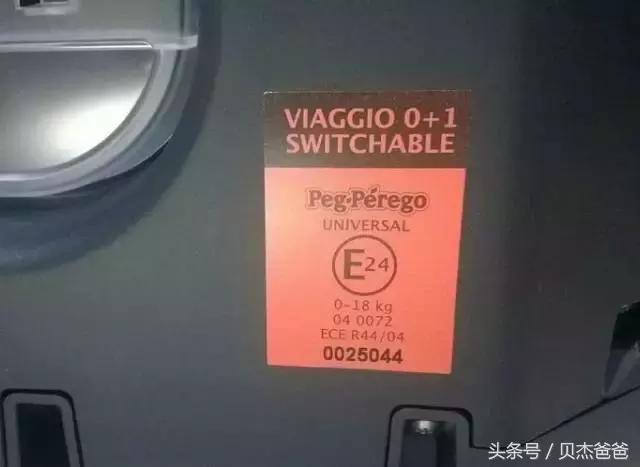 VIAGGIO 0+1
SWITCHABLE
Peg-Pérego
UNIVERSAL
E24
0-18 kg
04 0072
ECE R44/04
0025044
头条号 / 贝杰爸爸